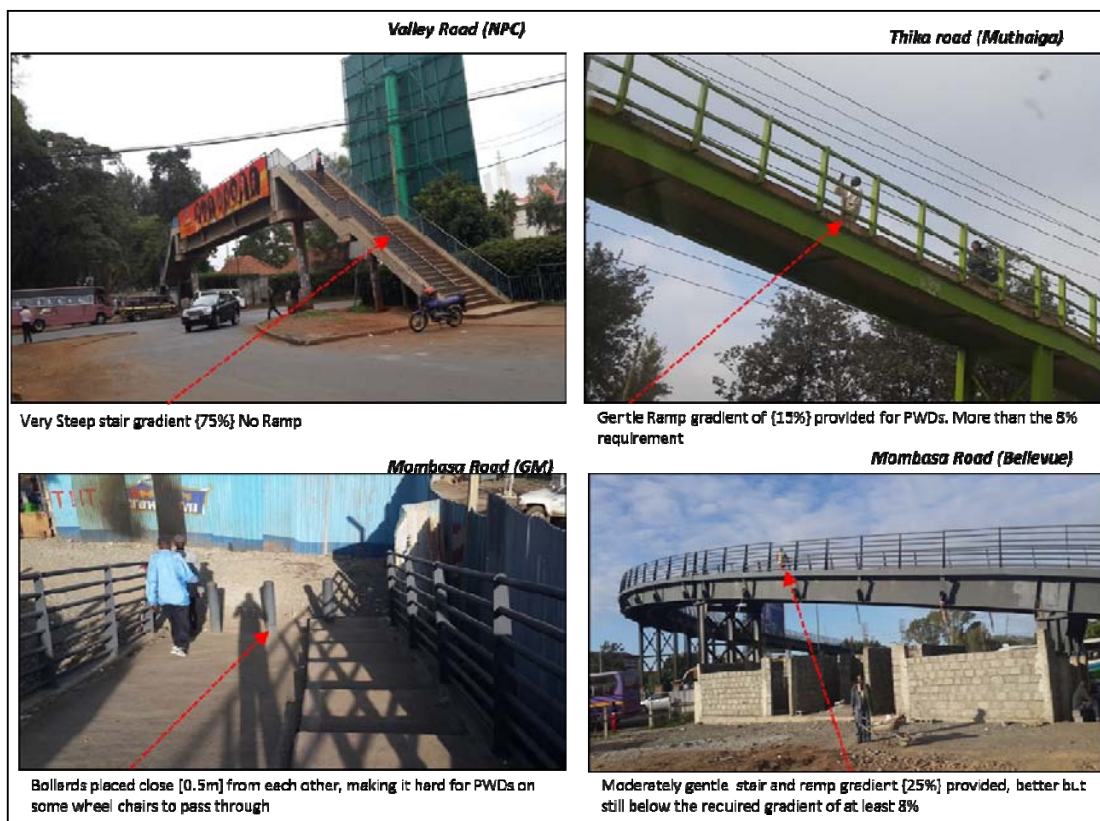 Valley Road (NPC)
Thika road (Muthaiga)
Very Steep stair gradient {75%} No Ramp
Gentle Ramp gradient of {15%} provided for PWDs. More than the 8%
requirement
Mombasa Road (GM)
Mombasa Road (Bellevue)
Bollards placed close [0.5m] from each other, making it hard for PWDs on
some wheel chairs to pass through
Moderately gentle stair and ramp gradient {25%} provided, better but
still below the recuired gradient of at least 8%